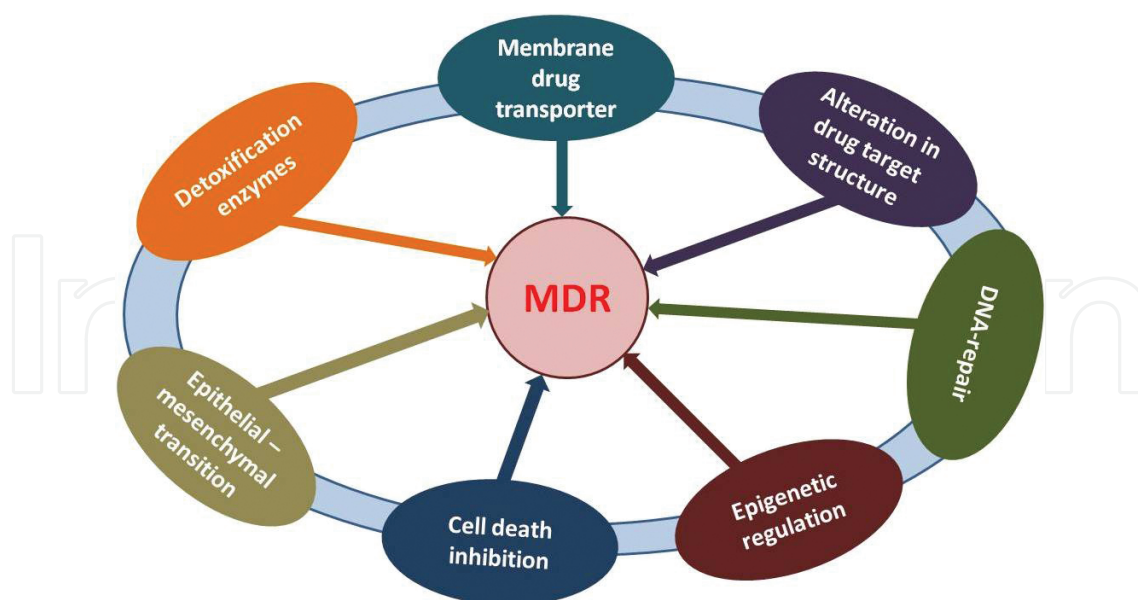 Membrane
drug
transporter
Alteration in
drug target
structure
DNA-repair
Epigenetic
regulation
Cell death
inhibition
Epithelial –
mesenchymal
transition
Detoxification
enzymes
MDR